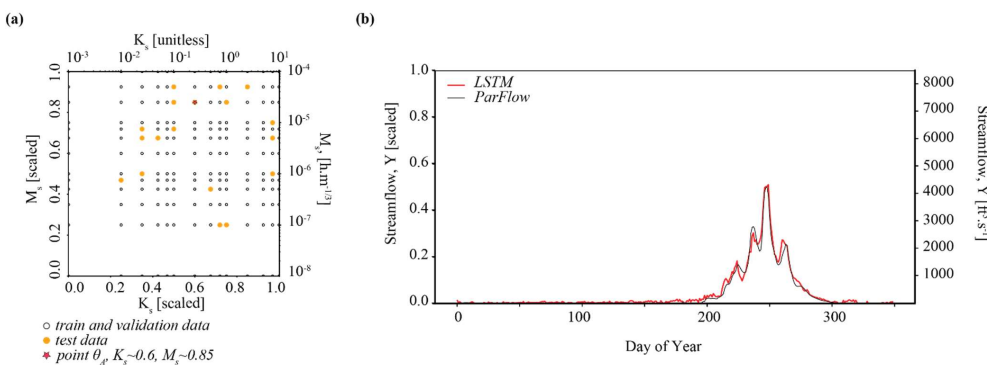 (a)
K_s [unitless]
10^-3 10^-2 10^-1 10^0 10^1
1.0 0.8 0.6 0.4 0.2 0.0
M_s [scaled]
10^-4 10^-5 10^-6 10^-7 10^-8
M_s, [h.m^-1/3]
0.0 0.2 0.4 0.6 0.8 1.0
K_s [scaled]
train and validation data
test data
point θ_A, K_s~0.6, M_s~0.85
(b)
LSTM
ParFlow
1.0 0.8 0.6 0.4 0.2 0.0
Streamflow, Y [scaled]
8000 7000 6000 5000 4000 3000 2000 1000
Streamflow, Y [ft^3.s^-1]
0 100 200 300
Day of Year